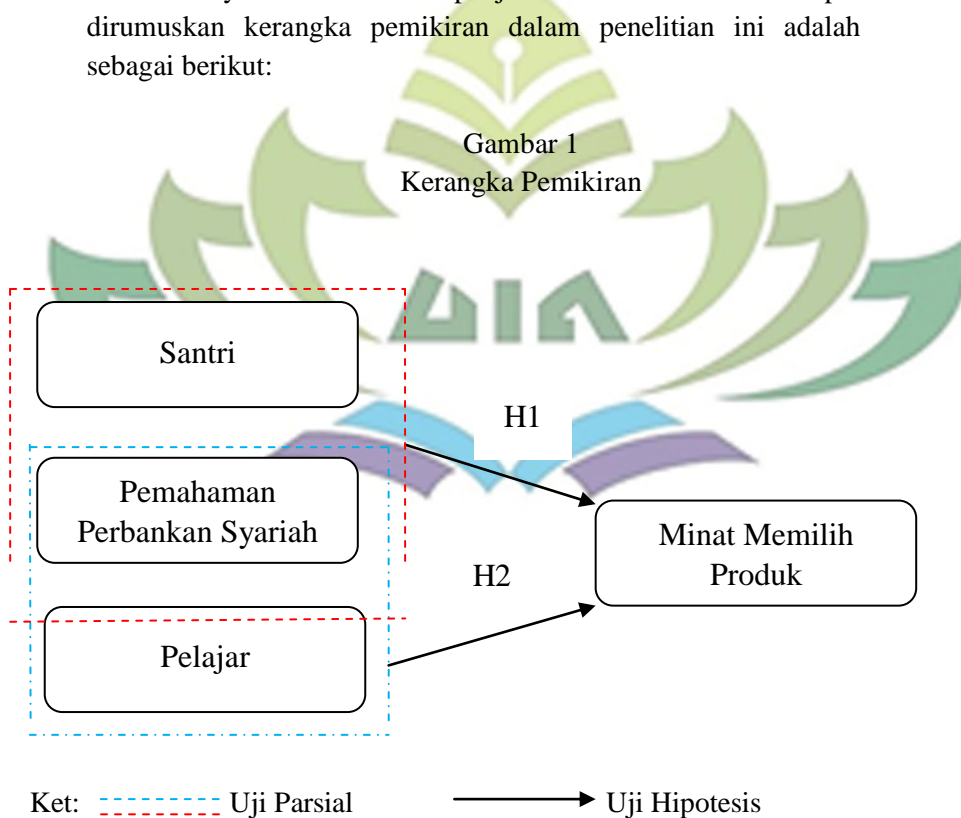 dirumuskan kerangka pemikiran dalam penelitian ini adalah
sebagai berikut:
Gambar 1
Kerangka Pemikiran
UIN
Santri
H1
Pemahaman
Perbankan Syariah
Minat Memilih
Produk
H2
Pelajar
Ket: Uji Parsial Uji Hipotesis